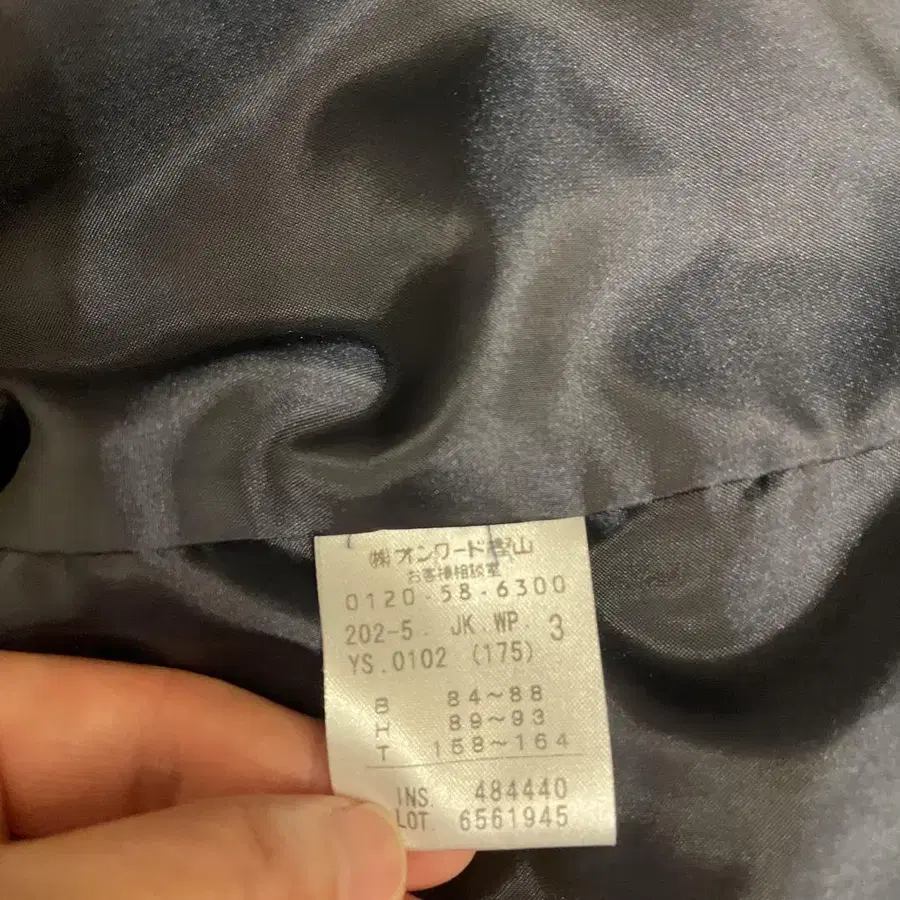 ㈱オンワード樫山
お客様相談室
0120-58-6300
202-5. JK.WP. 3
YS.0102 (175)
B 84~88
H 89~93
T 158~164
INS. 484440
LOT. 6561945